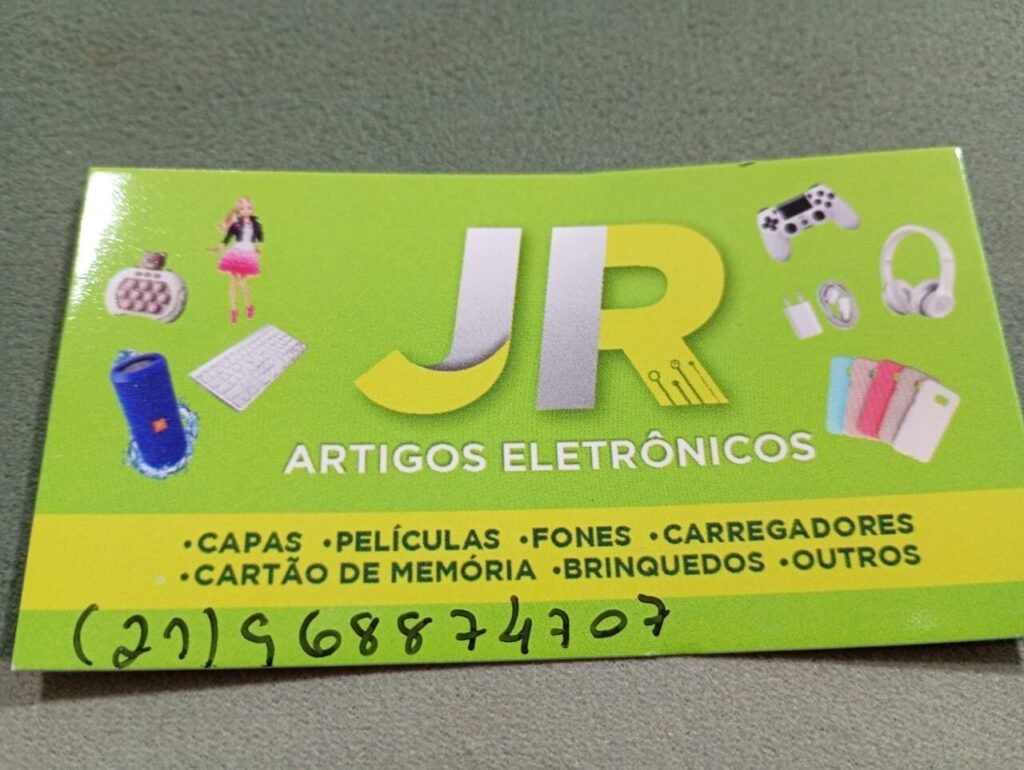 JR
ARTIGOS ELETRÔNICOS
•CAPAS •PELÍCULAS •FONES •CARREGADORES
•CARTÃO DE MEMÓRIA •BRINQUEDOS •OUTROS
(21)968874707